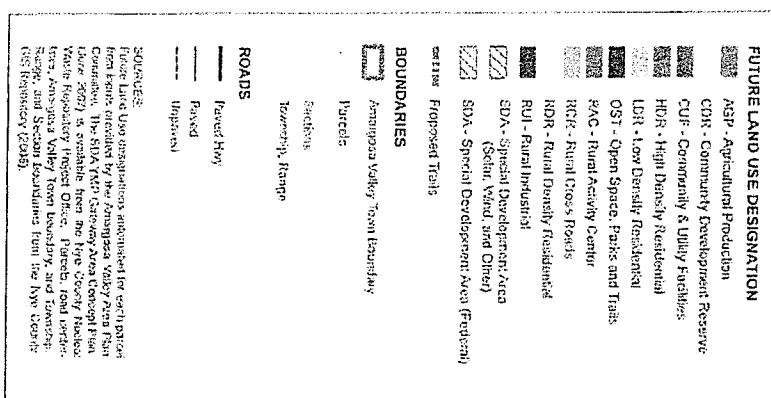 FUTURE LAND USE DESIGNATION
AGP - Agricultural Production
CDR - Community Development Reserve
CUF - Community & Utility Facilities
HDR - High Density Residential
LDR - Low Density Residential
OST - Open Space, Parks and Trails
RAC - Rural Activity Center
RCR - Rural Cross Roads
RDR - Rural Density Residential
RUI - Rural Industrial
SDA - Special Development Area
(Solar, Wind, and Other)
SDA - Special Development Area (Federal)
Proposed Trails
BOUNDARIES
Amargosa Valley Town Boundary
Parcels
Sections
Township, Range
ROADS
Paved Hwy
Paved
Unpaved
SOURCES:
Future Land Use designations interpreted for each parcel
from inputs provided by the Amargosa Valley Area Plan
Committee. The SDA YMP Gateway Area Concept Plan
(June 2007) is available from the Nye County Nuclear
Waste Repository Project Office. Parcels, road center-
lines, Amargosa Valley Town boundary, and Township,
Range, and Section boundaries from the Nye County
GIS Repository